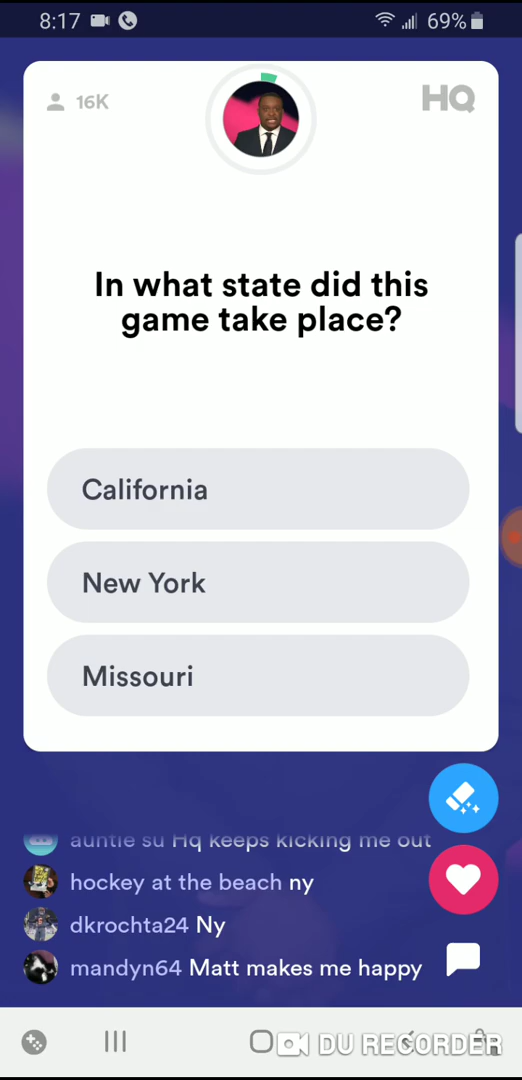 8:17 69%
16K HQ
In what state did this
game take place?
California
New York
Missouri
auntie su Hq keeps kicking me out
hockey at the beach ny
dkrochta24 Ny
mandyn64 Matt makes me happy
DU RECORDER